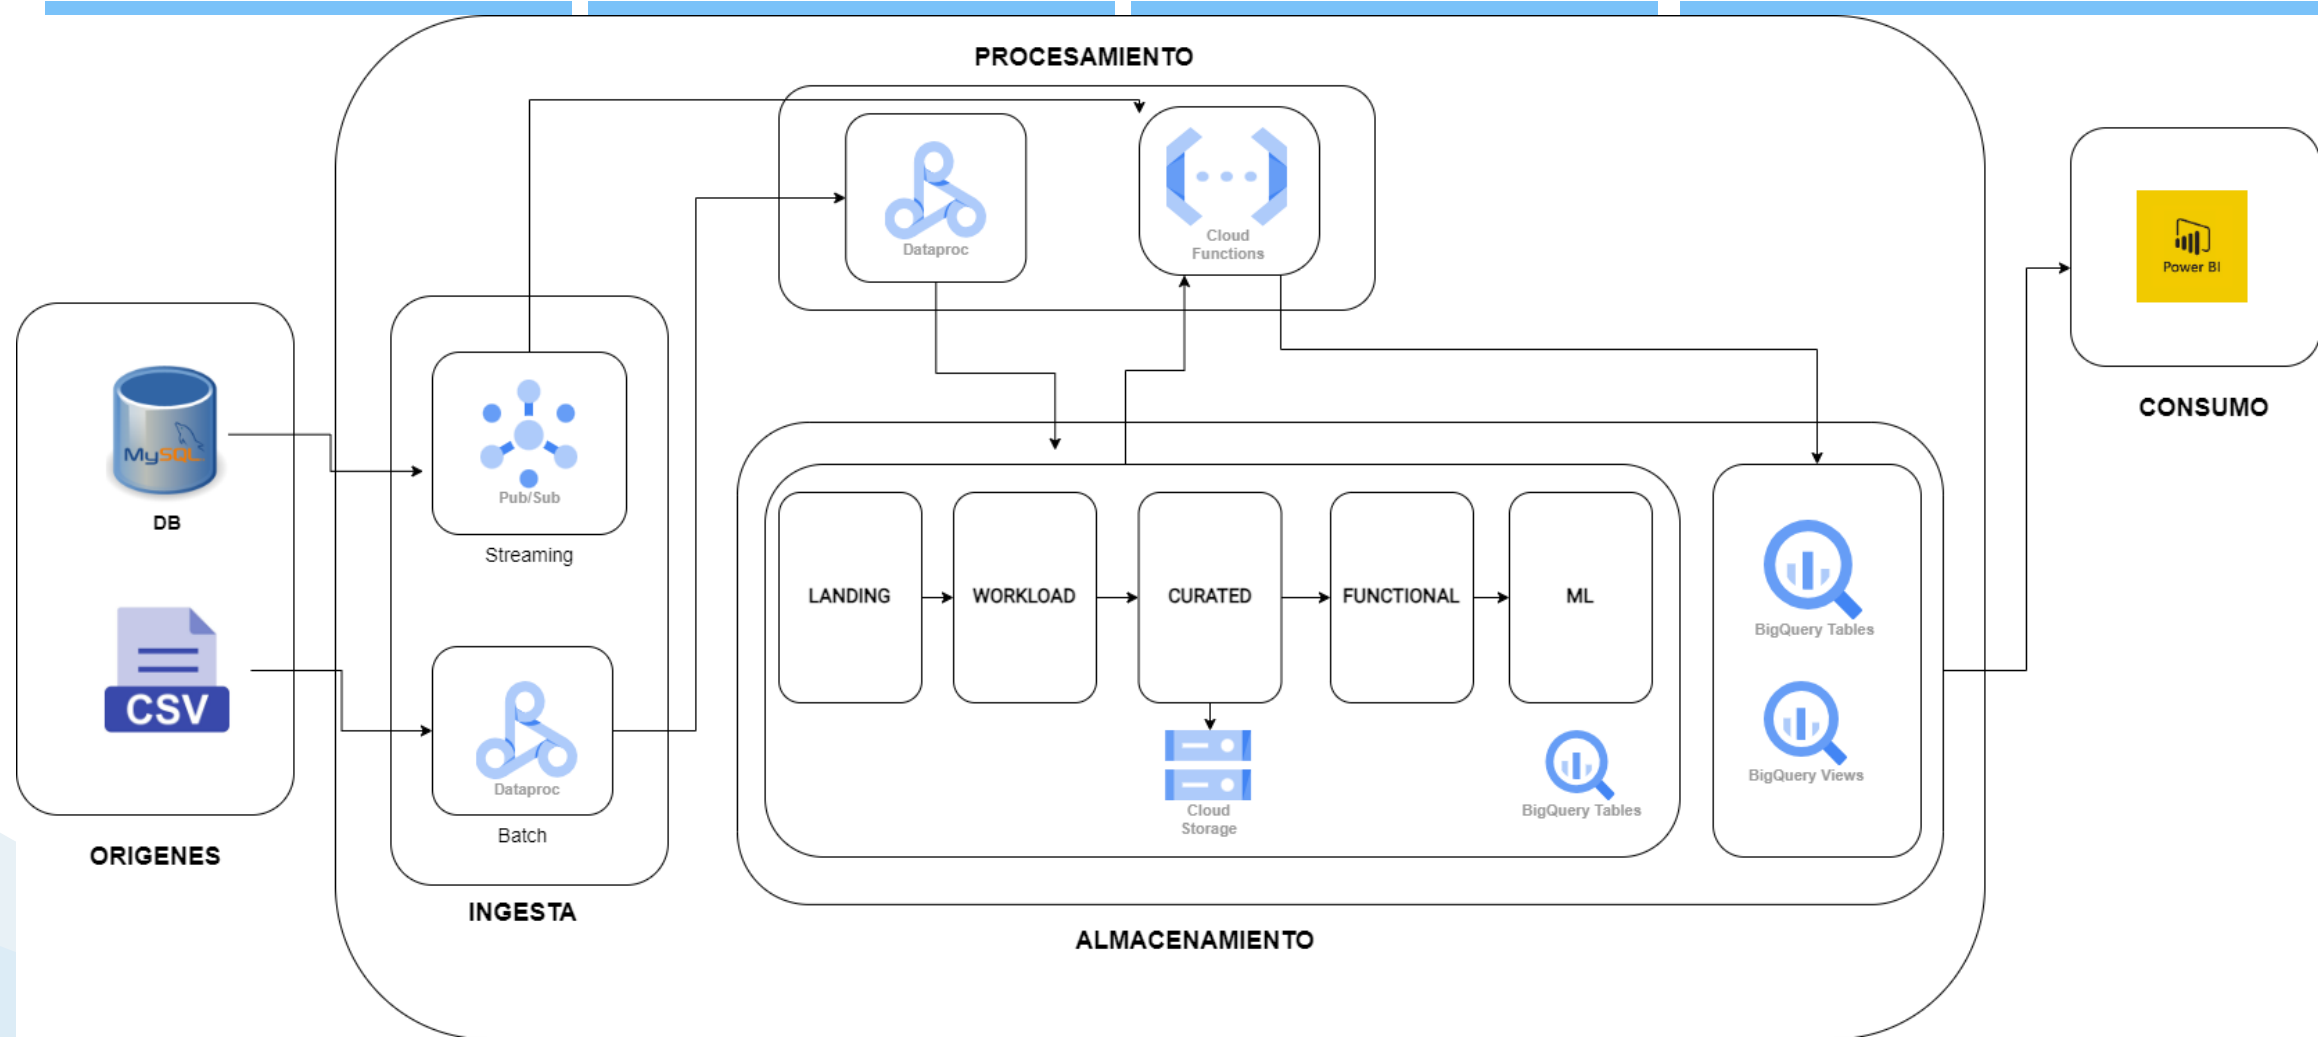 PROCESAMIENTO
Dataproc
Cloud
Functions
Power BI
CONSUMO
MySQL
DB
CSV
ORIGENES
Pub/Sub
Streaming
Dataproc
Batch
INGESTA
LANDING
WORKLOAD
CURATED
FUNCTIONAL
ML
Cloud
Storage
BigQuery Tables
BigQuery Tables
BigQuery Views
ALMACENAMIENTO